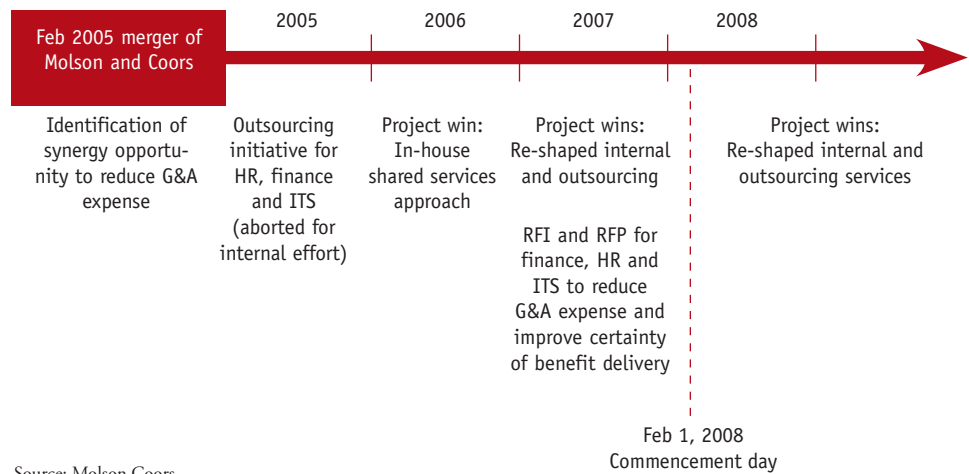 2005
2006
2007
2008
Feb 2005 merger of
Molson and Coors
Identification of
synergy opportu-
nity to reduce G&A
expense
Outsourcing
initiative for
HR, finance
and ITS
(aborted for
internal effort)
Project win:
In-house
shared services
approach
Project wins:
Re-shaped internal
and outsourcing
RFI and RFP for
finance, HR and
ITS to reduce
G&A expense and
improve certainty
of benefit delivery
Project wins:
Re-shaped internal and
outsourcing services
Feb 1, 2008
Commencement day
Source: Molson Coors